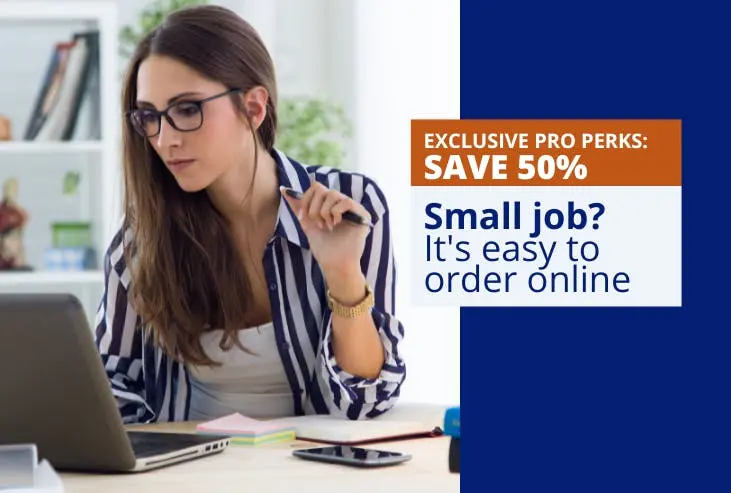 EXCLUSIVE PRO PERKS:
SAVE 50%
Small job?
It's easy to
order online